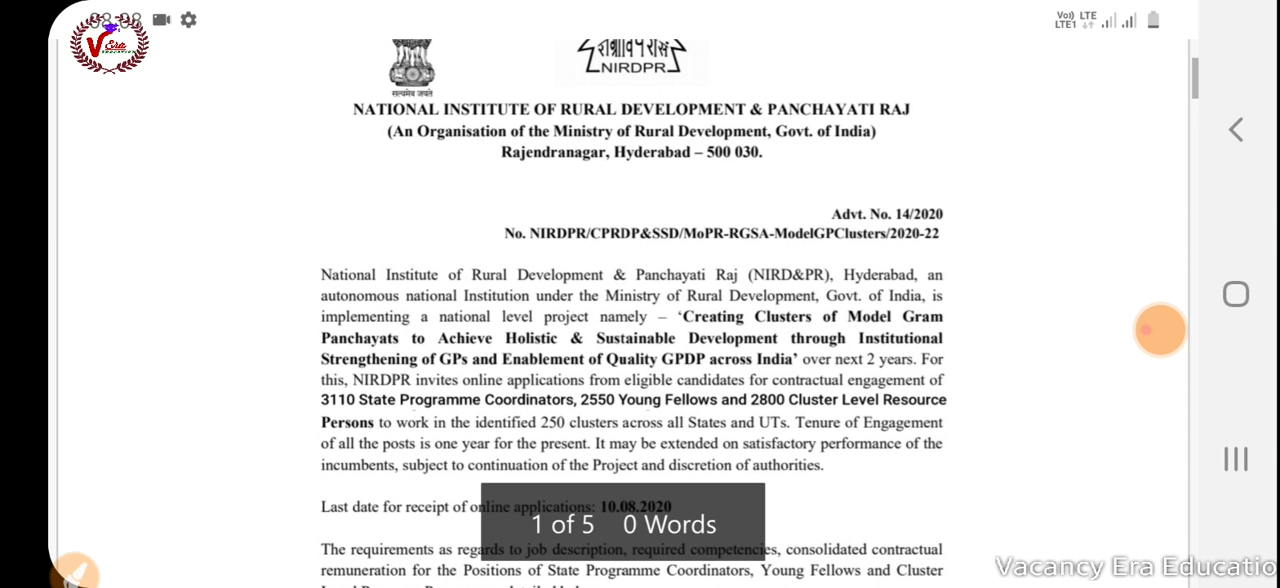 08:08
Vo)) LTE
LTE1
V Era
EDUCATION
सत्यमेव जयते
NIRDPR
NATIONAL INSTITUTE OF RURAL DEVELOPMENT & PANCHAYATI RAJ
(An Organisation of the Ministry of Rural Development, Govt. of India)
Rajendranagar, Hyderabad – 500 030.
Advt. No. 14/2020
No. NIRDPR/CPRDP&SSD/MoPR-RGSA-ModelGPClusters/2020-22
National Institute of Rural Development & Panchayati Raj (NIRD&PR), Hyderabad, an
autonomous national Institution under the Ministry of Rural Development, Govt. of India, is
implementing a national level project namely – ‘Creating Clusters of Model Gram
Panchayats to Achieve Holistic & Sustainable Development through Institutional
Strengthening of GPs and Enablement of Quality GPDP across India’ over next 2 years. For
this, NIRDPR invites online applications from eligible candidates for contractual engagement of
3110 State Programme Coordinators, 2550 Young Fellows and 2800 Cluster Level Resource
Persons to work in the identified 250 clusters across all States and UTs. Tenure of Engagement
of all the posts is one year for the present. It may be extended on satisfactory performance of the
incumbents, subject to continuation of the Project and discretion of authorities.
Last date for receipt of online applications: 10.08.2020
1 of 5 0 Words
The requirements as regards to job description, required competencies, consolidated contractual
remuneration for the Positions of State Programme Coordinators, Young Fellows and Cluster
Vacancy Era Educatio